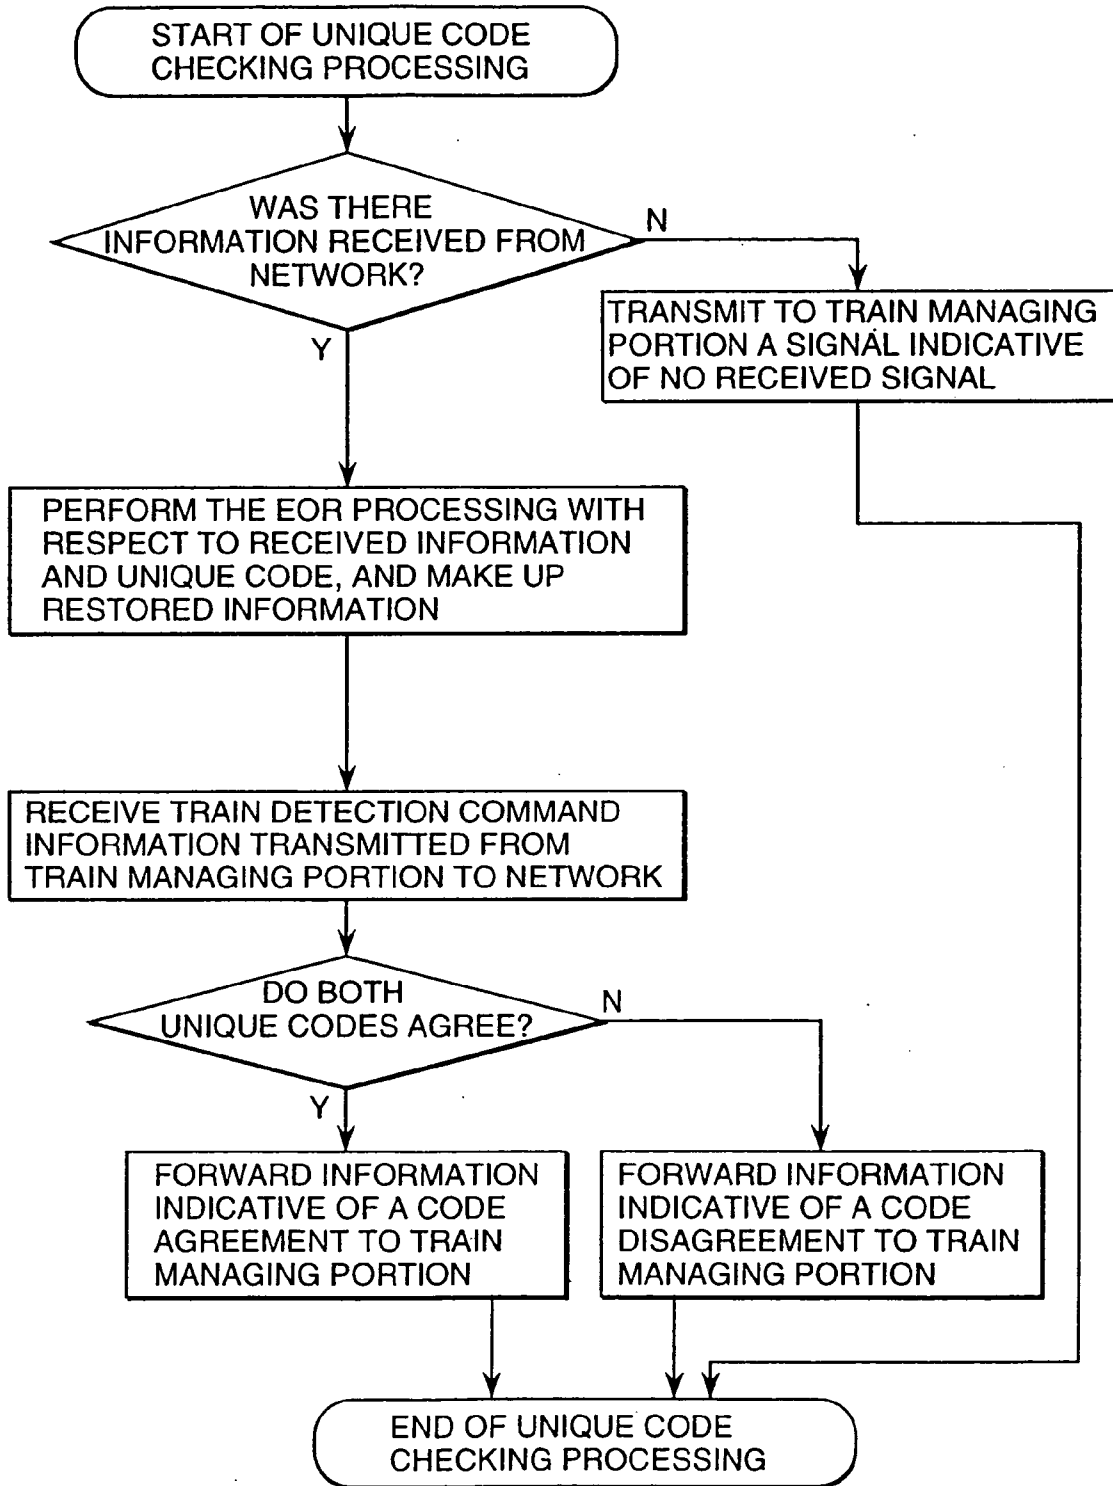 START OF UNIQUE CODE
CHECKING PROCESSING
WAS THERE
INFORMATION RECEIVED FROM
NETWORK?
N
Y
TRANSMIT TO TRAIN MANAGING
PORTION A SIGNAL INDICATIVE
OF NO RECEIVED SIGNAL
PERFORM THE EOR PROCESSING WITH
RESPECT TO RECEIVED INFORMATION
AND UNIQUE CODE, AND MAKE UP
RESTORED INFORMATION
RECEIVE TRAIN DETECTION COMMAND
INFORMATION TRANSMITTED FROM
TRAIN MANAGING PORTION TO NETWORK
DO BOTH
UNIQUE CODES AGREE?
N
Y
FORWARD INFORMATION
INDICATIVE OF A CODE
AGREEMENT TO TRAIN
MANAGING PORTION
FORWARD INFORMATION
INDICATIVE OF A CODE
DISAGREEMENT TO TRAIN
MANAGING PORTION
END OF UNIQUE CODE
CHECKING PROCESSING